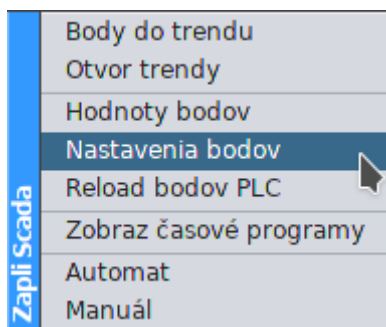 Body do trendu
Otvor trendy
Hodnoty bodov
Nastavenia bodov
Reload bodov PLC
Zobraz časové programy
Automat
Manuál
Zapli Scada